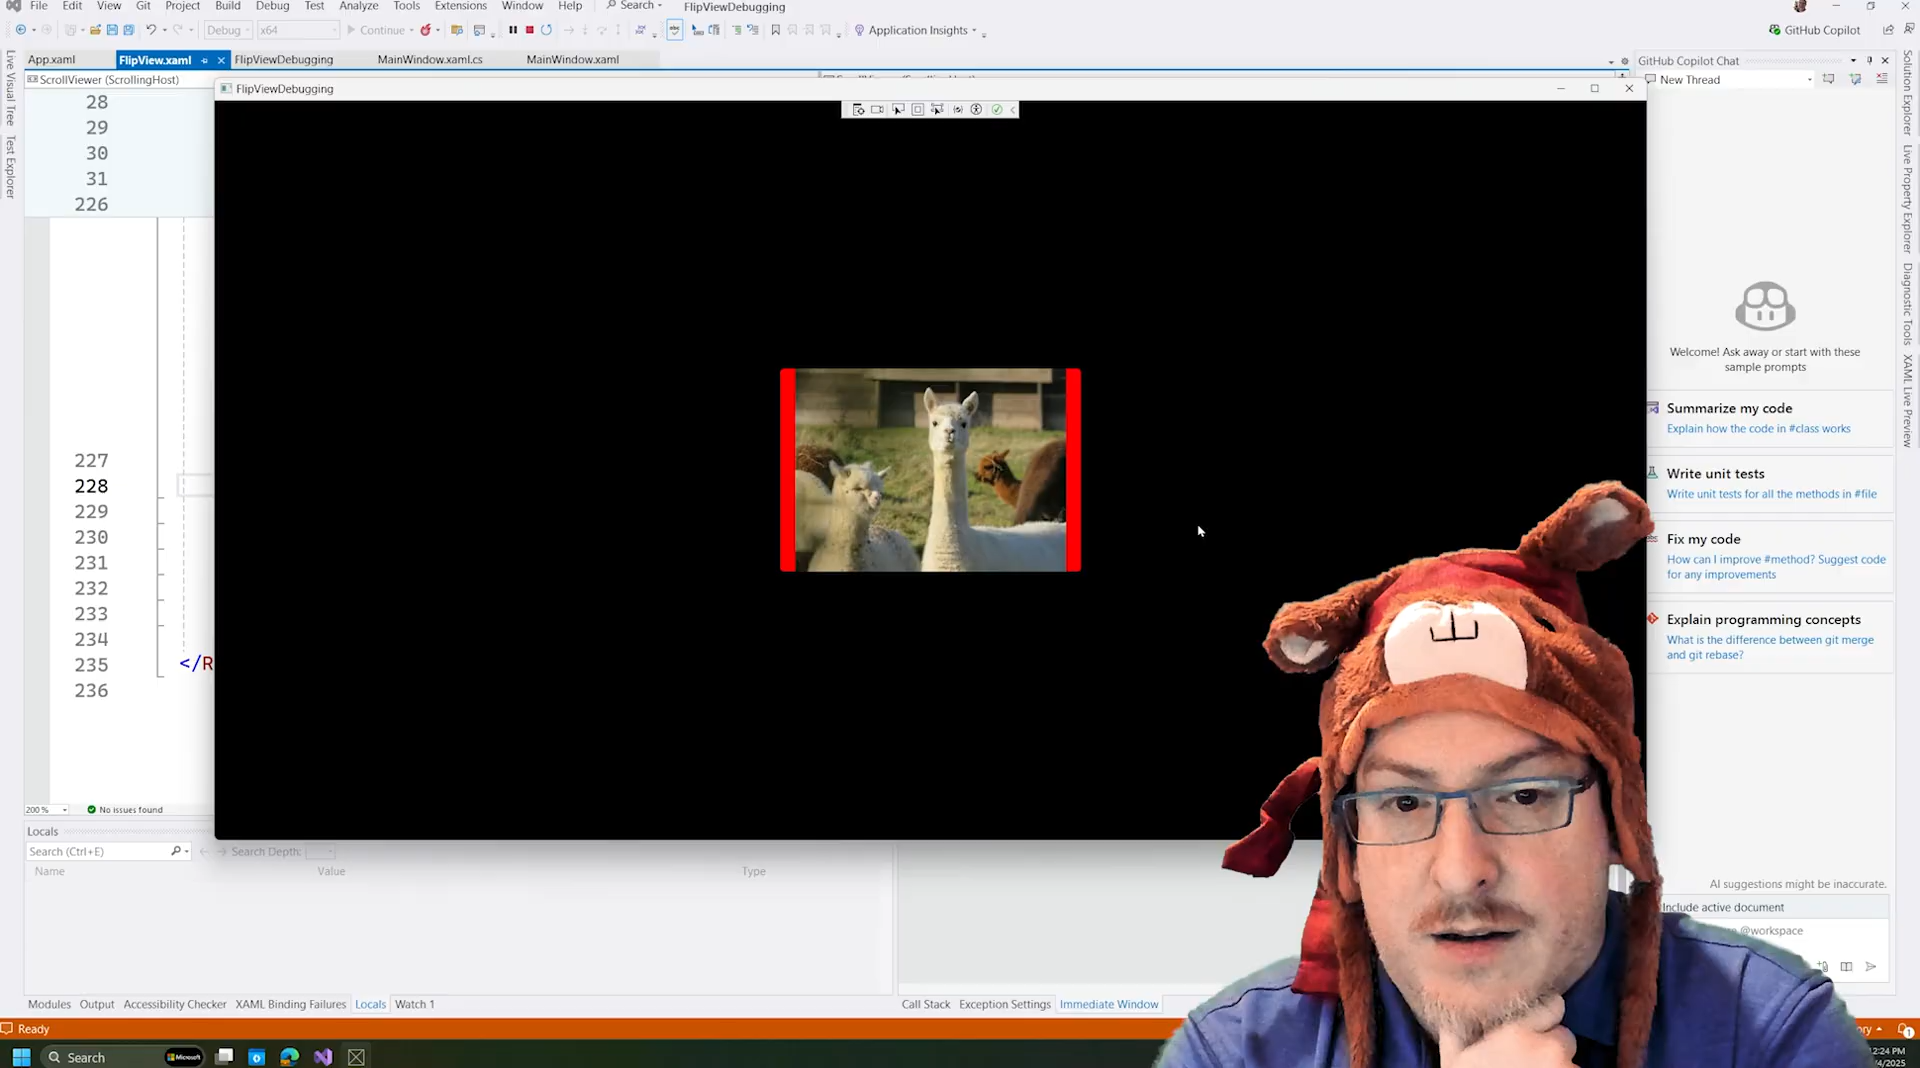 File Edit View Git Project Build Debug Test Analyze Tools Extensions Window Help Search FlipViewDebugging
Debug x64 Continue Application Insights GitHub Copilot
App.xaml FlipView.xaml FlipViewDebugging MainWindow.xaml.cs MainWindow.xaml
ScrollViewer (ScrollingHost)
FlipViewDebugging
28
29
30
31
226
227
228
229
230
231
232
233
234
235 </R
236
200 % No issues found
Live Visual Tree
Test Explorer
GitHub Copilot Chat
New Thread
Welcome! Ask away or start with these
sample prompts
Summarize my code
Explain how the code in #class works
Write unit tests
Write unit tests for all the methods in #file
Fix my code
How can I improve #method? Suggest code
for any improvements
Explain programming concepts
What is the difference between git merge
and git rebase?
AI suggestions might be inaccurate.
Include active document
@workspace
Solution Explorer
Live Property Explorer
Diagnostic Tools
XAML Live Preview
Locals
Search (Ctrl+E) Search Depth:
Name Value Type
Modules Output Accessibility Checker XAML Binding Failures Locals Watch 1
Call Stack Exception Settings Immediate Window
Ready
Search Microsoft
12:24 PM
/4/2025